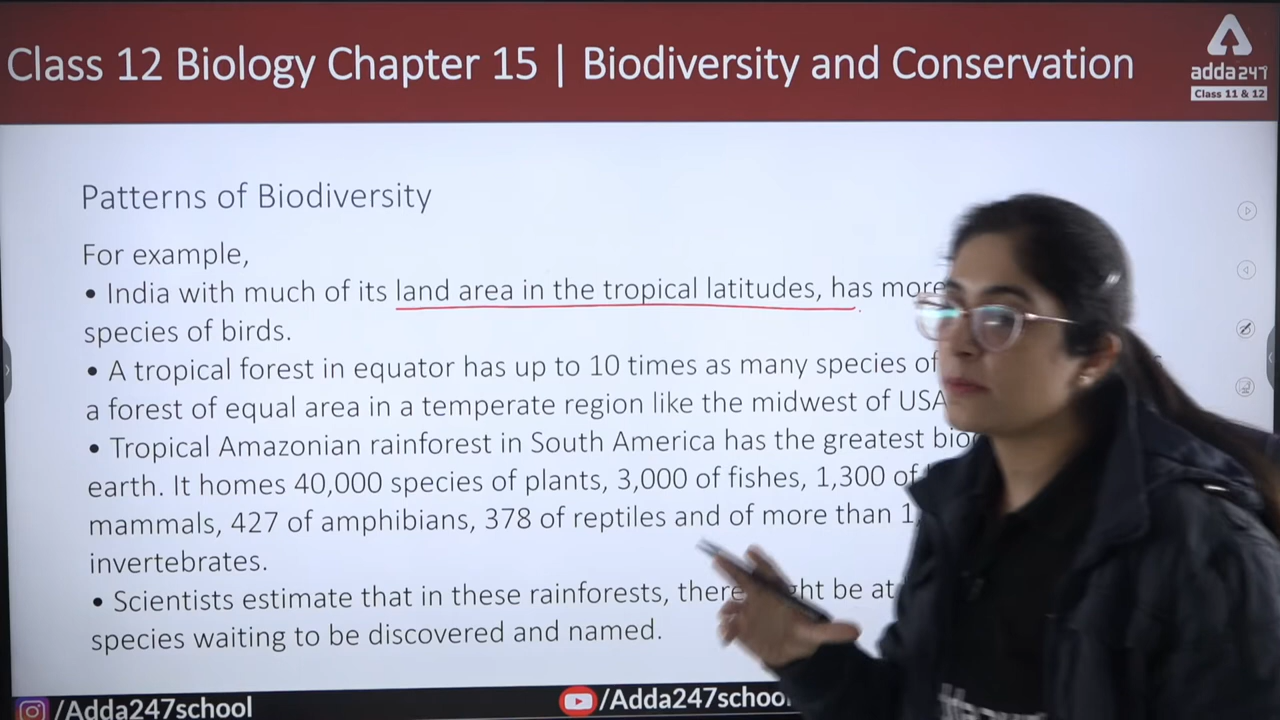 Class 12 Biology Chapter 15 | Biodiversity and Conservation
adda247
Class 11 & 12
Patterns of Biodiversity
For example,
• India with much of its land area in the tropical latitudes, has more
species of birds.
• A tropical forest in equator has up to 10 times as many species of
a forest of equal area in a temperate region like the midwest of USA
• Tropical Amazonian rainforest in South America has the greatest
earth. It homes 40,000 species of plants, 3,000 of fishes, 1,300 of
mammals, 427 of amphibians, 378 of reptiles and of more than
invertebrates.
• Scientists estimate that in these rainforests, there be at
species waiting to be discovered and named.
/Adda247school
/Adda247school